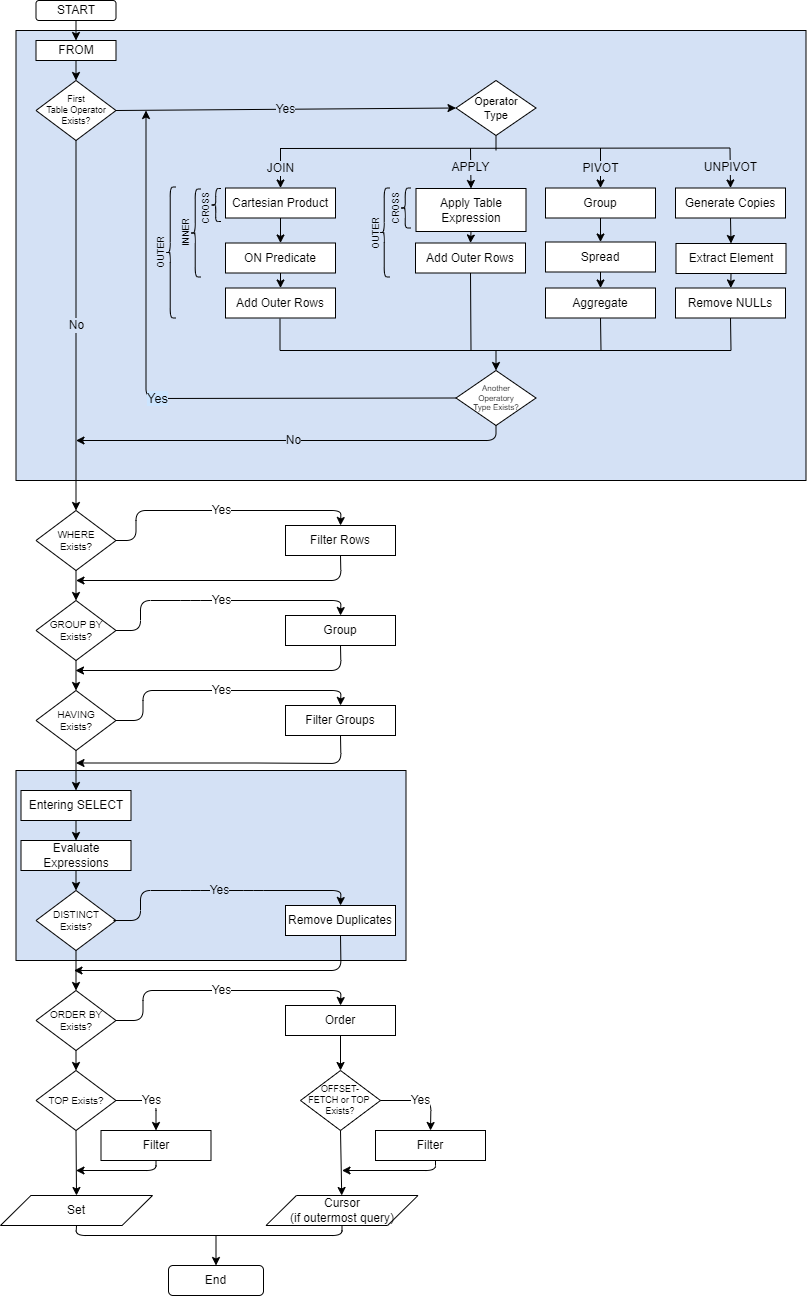 START
FROM
First
Table Operator
Exists?
Yes
Operator
Type
JOIN
APPLY
PIVOT
UNPIVOT
OUTER
INNER
CROSS
Cartesian Product
ON Predicate
Add Outer Rows
OUTER
CROSS
Apply Table
Expression
Add Outer Rows
Group
Spread
Aggregate
Generate Copies
Extract Element
Remove NULLs
No
Yes
Another
Operatory
Type Exists?
No
WHERE
Exists?
Yes
Filter Rows
GROUP BY
Exists?
Yes
Group
HAVING
Exists?
Yes
Filter Groups
Entering SELECT
Evaluate
Expressions
DISTINCT
Exists?
Yes
Remove Duplicates
ORDER BY
Exists?
Yes
Order
TOP Exists?
Yes
Filter
OFFSET-
FETCH or TOP
Exists?
Yes
Filter
Set
Cursor
(if outermost query)
End